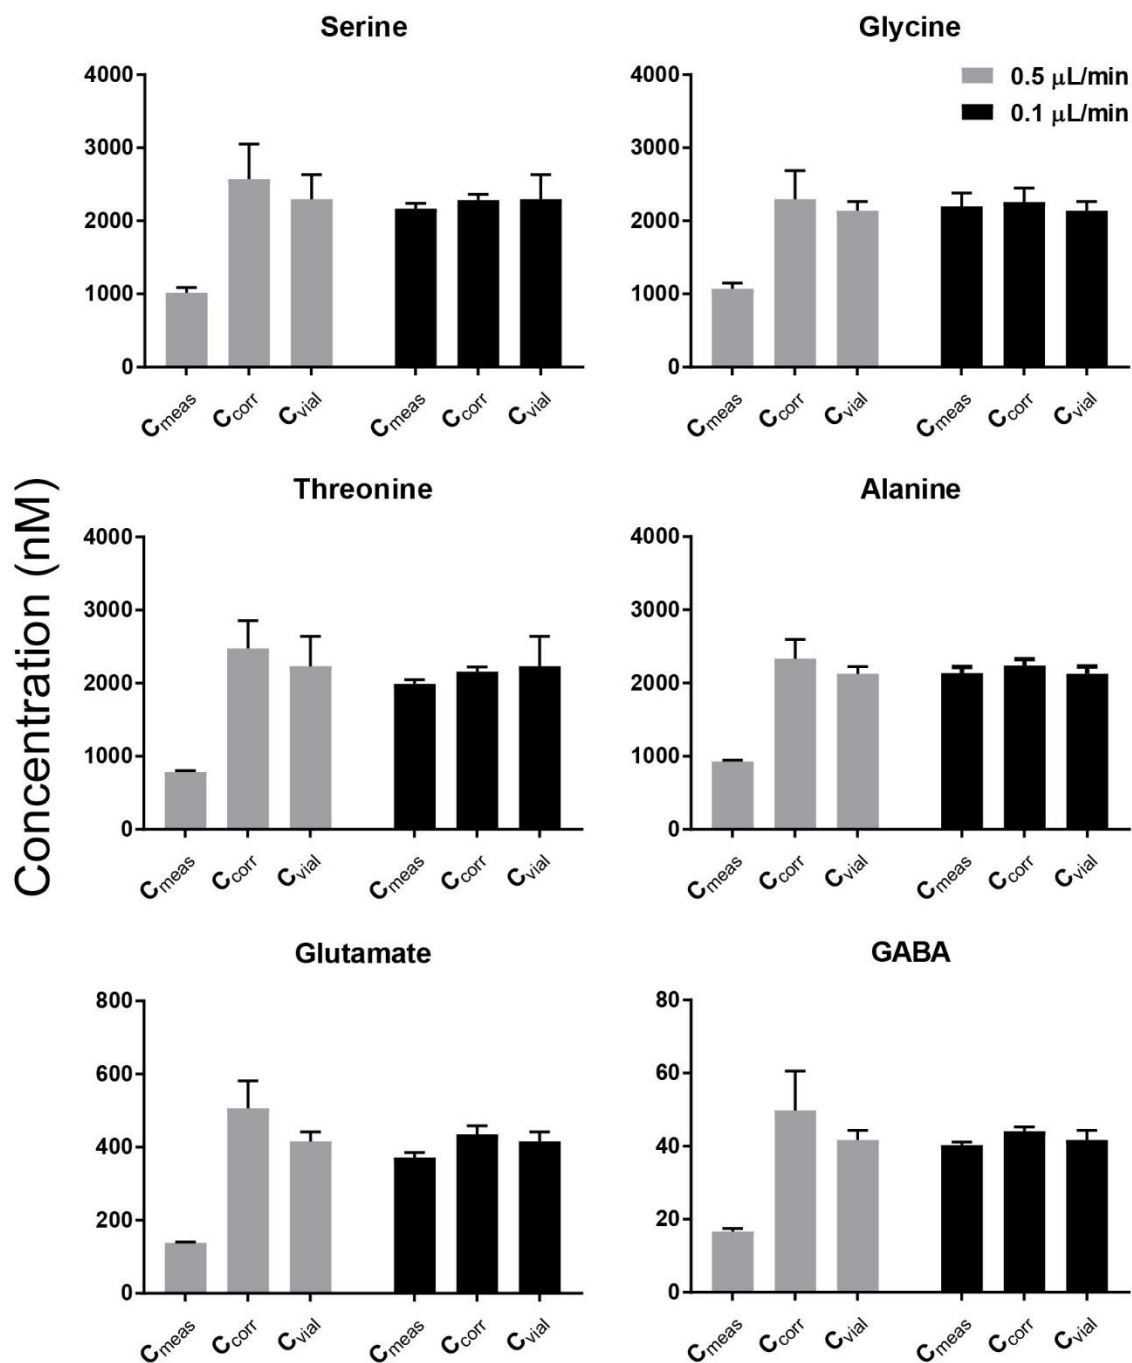 Serine
4000
3000
2000
1000
0
Cmeas Ccorr Cvial Cmeas Ccorr Cvial
Glycine
0.5 μL/min
0.1 μL/min
4000
3000
2000
1000
0
Cmeas Ccorr Cvial Cmeas Ccorr Cvial
Concentration (nM)
Threonine
4000
3000
2000
1000
0
Cmeas Ccorr Cvial Cmeas Ccorr Cvial
Alanine
4000
3000
2000
1000
0
Cmeas Ccorr Cvial Cmeas Ccorr Cvial
Glutamate
800
600
400
200
0
Cmeas Ccorr Cvial Cmeas Ccorr Cvial
GABA
80
60
40
20
0
Cmeas Ccorr Cvial Cmeas Ccorr Cvial